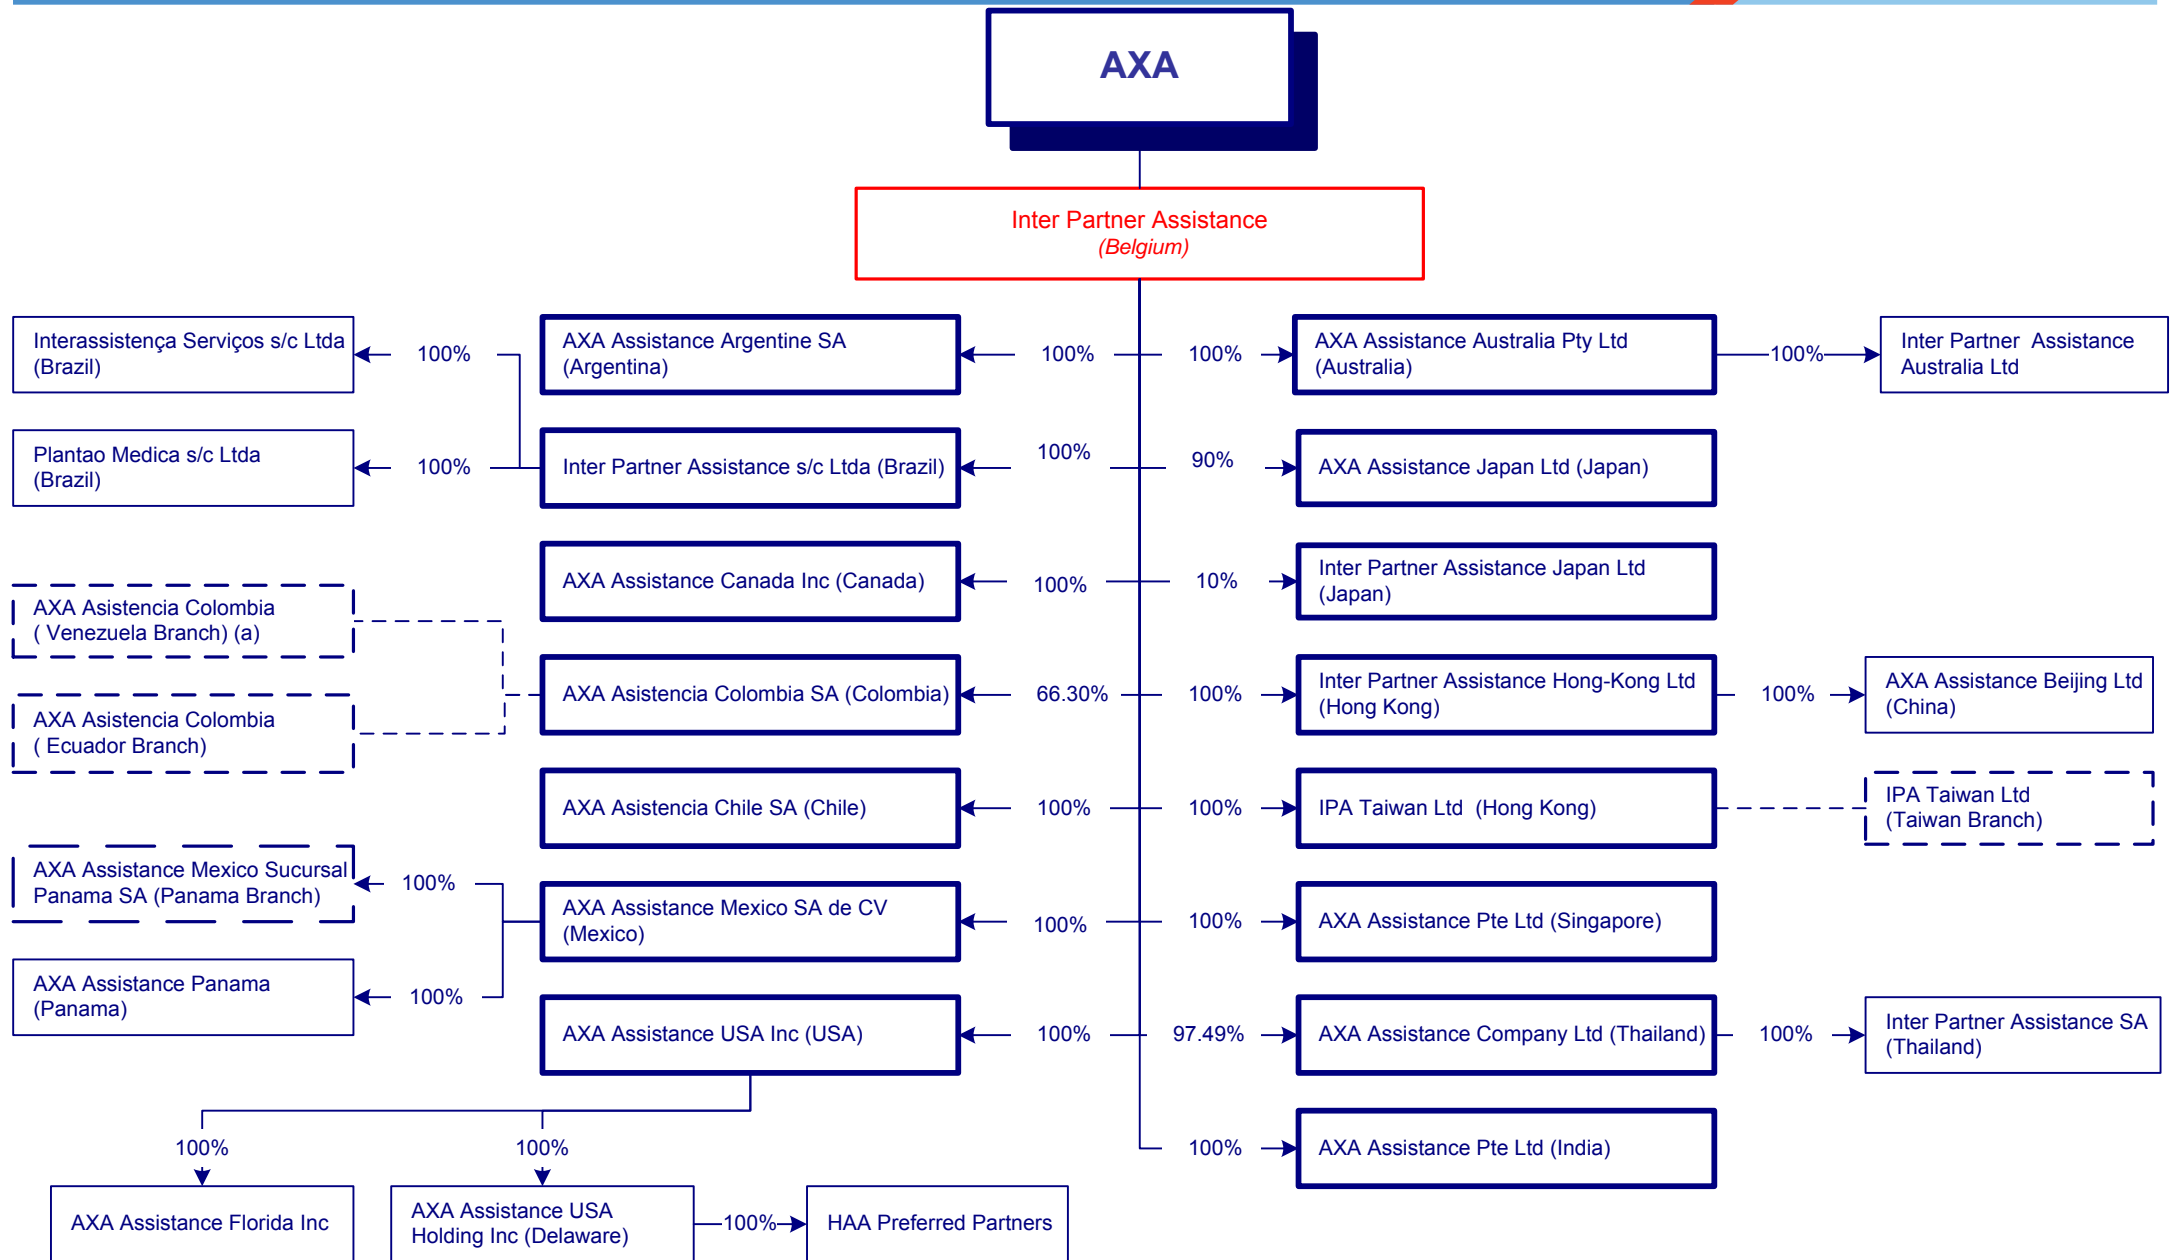 AXA
Inter Partner Assistance
(Belgium)
Interassistença Serviços s/c Ltda
(Brazil)
100%
AXA Assistance Argentine SA
(Argentina)
100%
100%
AXA Assistance Australia Pty Ltd
(Australia)
100%
Inter Partner Assistance
Australia Ltd
Plantao Medica s/c Ltda
(Brazil)
100%
Inter Partner Assistance s/c Ltda (Brazil)
100%
90%
AXA Assistance Japan Ltd (Japan)
AXA Assistance Canada Inc (Canada)
100%
10%
Inter Partner Assistance Japan Ltd
(Japan)
AXA Asistencia Colombia
( Venezuela Branch) (a)
AXA Asistencia Colombia SA (Colombia)
66.30%
100%
Inter Partner Assistance Hong-Kong Ltd
(Hong Kong)
100%
AXA Assistance Beijing Ltd
(China)
AXA Asistencia Colombia
( Ecuador Branch)
AXA Asistencia Chile SA (Chile)
100%
100%
IPA Taiwan Ltd (Hong Kong)
IPA Taiwan Ltd
(Taiwan Branch)
AXA Assistance Mexico Sucursal
Panama SA (Panama Branch)
100%
AXA Assistance Mexico SA de CV
(Mexico)
100%
100%
AXA Assistance Pte Ltd (Singapore)
AXA Assistance Panama
(Panama)
100%
AXA Assistance USA Inc (USA)
100%
97.49%
AXA Assistance Company Ltd (Thailand)
100%
Inter Partner Assistance SA
(Thailand)
100%
100%
100%
AXA Assistance Pte Ltd (India)
AXA Assistance Florida Inc
AXA Assistance USA
Holding Inc (Delaware)
100%
HAA Preferred Partners